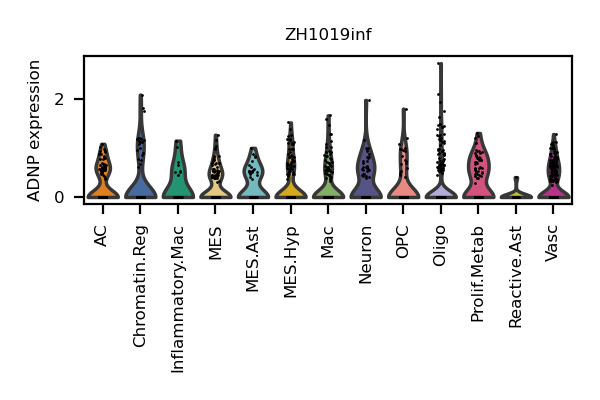 ZH1019inf
ADNP expression
2
0
AC
Chromatin.Reg
Inflammatory.Mac
MES
MES.Ast
MES.Hyp
Mac
Neuron
OPC
Oligo
Prolif.Metab
Reactive.Ast
Vasc